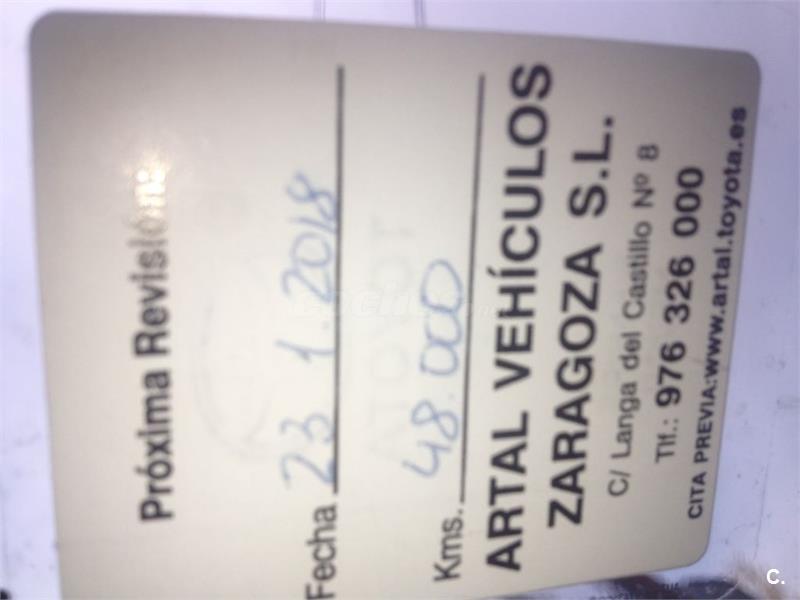 Próxima Revisión:
Fecha 23 1.2018
Kms. 48.000
ARTAL VEHÍCULOS
ZARAGOZA S.L.
C/ Langa del Castillo Nº 8
Tlf.: 976 326 000
CITA PREVIA:www.artal.toyota.es
C.